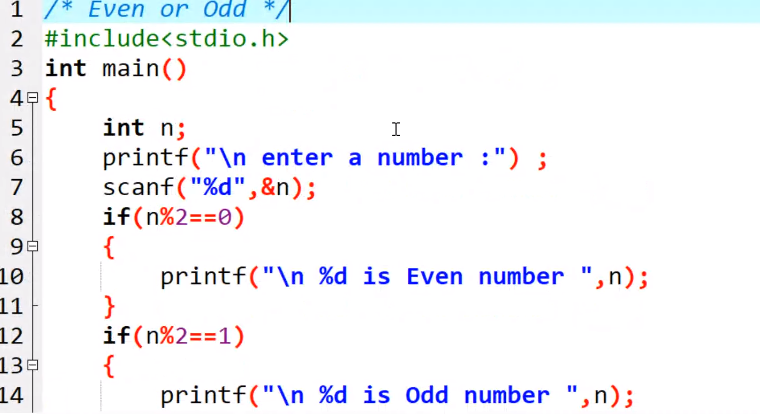 1 /* Even or Odd */
2 #include<stdio.h>
3 int main()
4 {
5 int n;
6 printf("\n enter a number :") ;
7 scanf("%d",&n);
8 if(n%2==0)
9 {
10 printf("\n %d is Even number ",n);
11 }
12 if(n%2==1)
13 {
14 printf("\n %d is Odd number ",n);